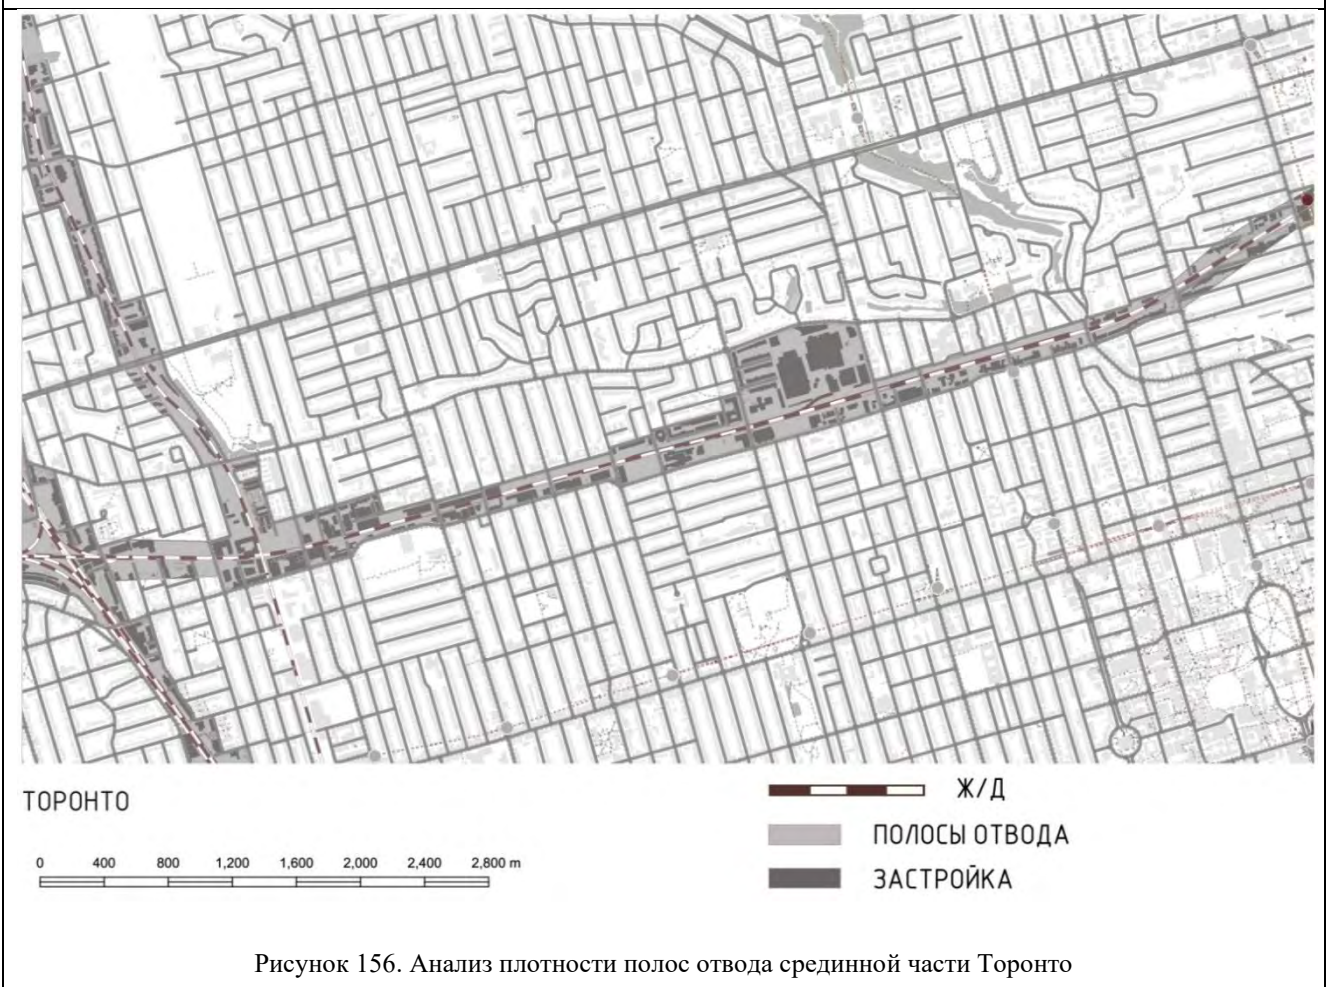 ТОРОНТО
0 400 800 1,200 1,600 2,000 2,400 2,800 m
Ж/Д
ПОЛОСЫ ОТВОДА
ЗАСТРОЙКА
Рисунок 156. Анализ плотности полос отвода срединной части Торонто